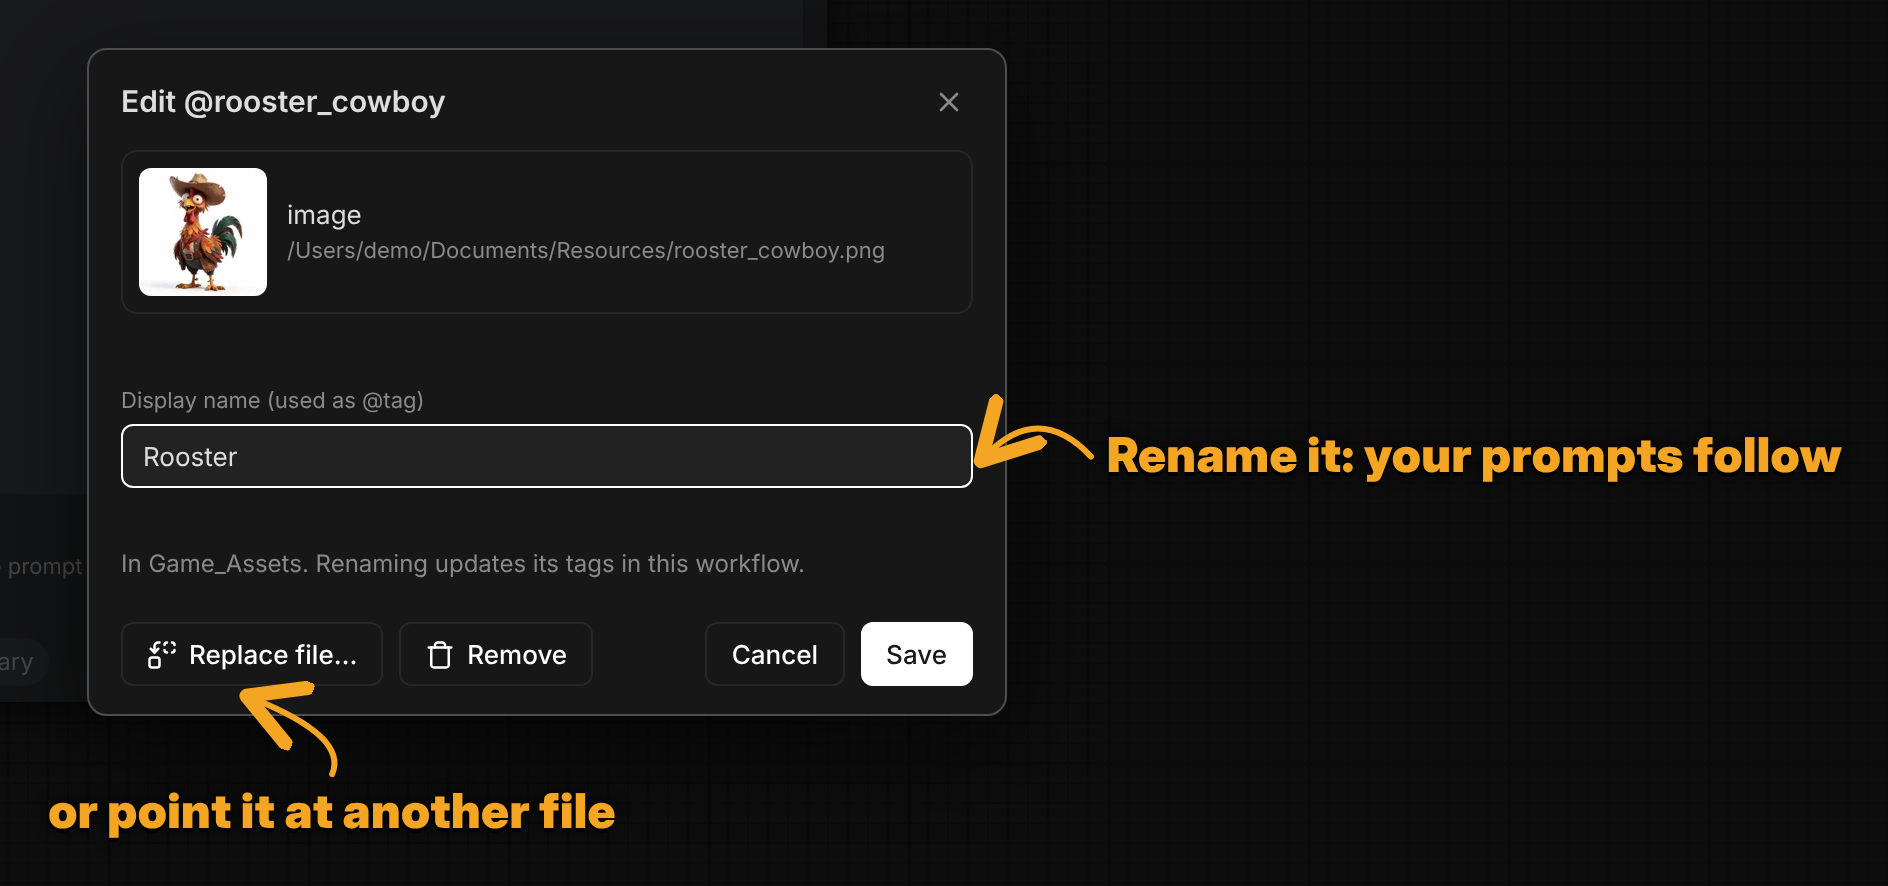 Edit @rooster_cowboy
image
/Users/demo/Documents/Resources/rooster_cowboy.png
Display name (used as @tag)
Rooster
Rename it: your prompts follow
prompt
In Game_Assets. Renaming updates its tags in this workflow.
ary
Replace file...
Remove
Cancel
Save
or point it at another file